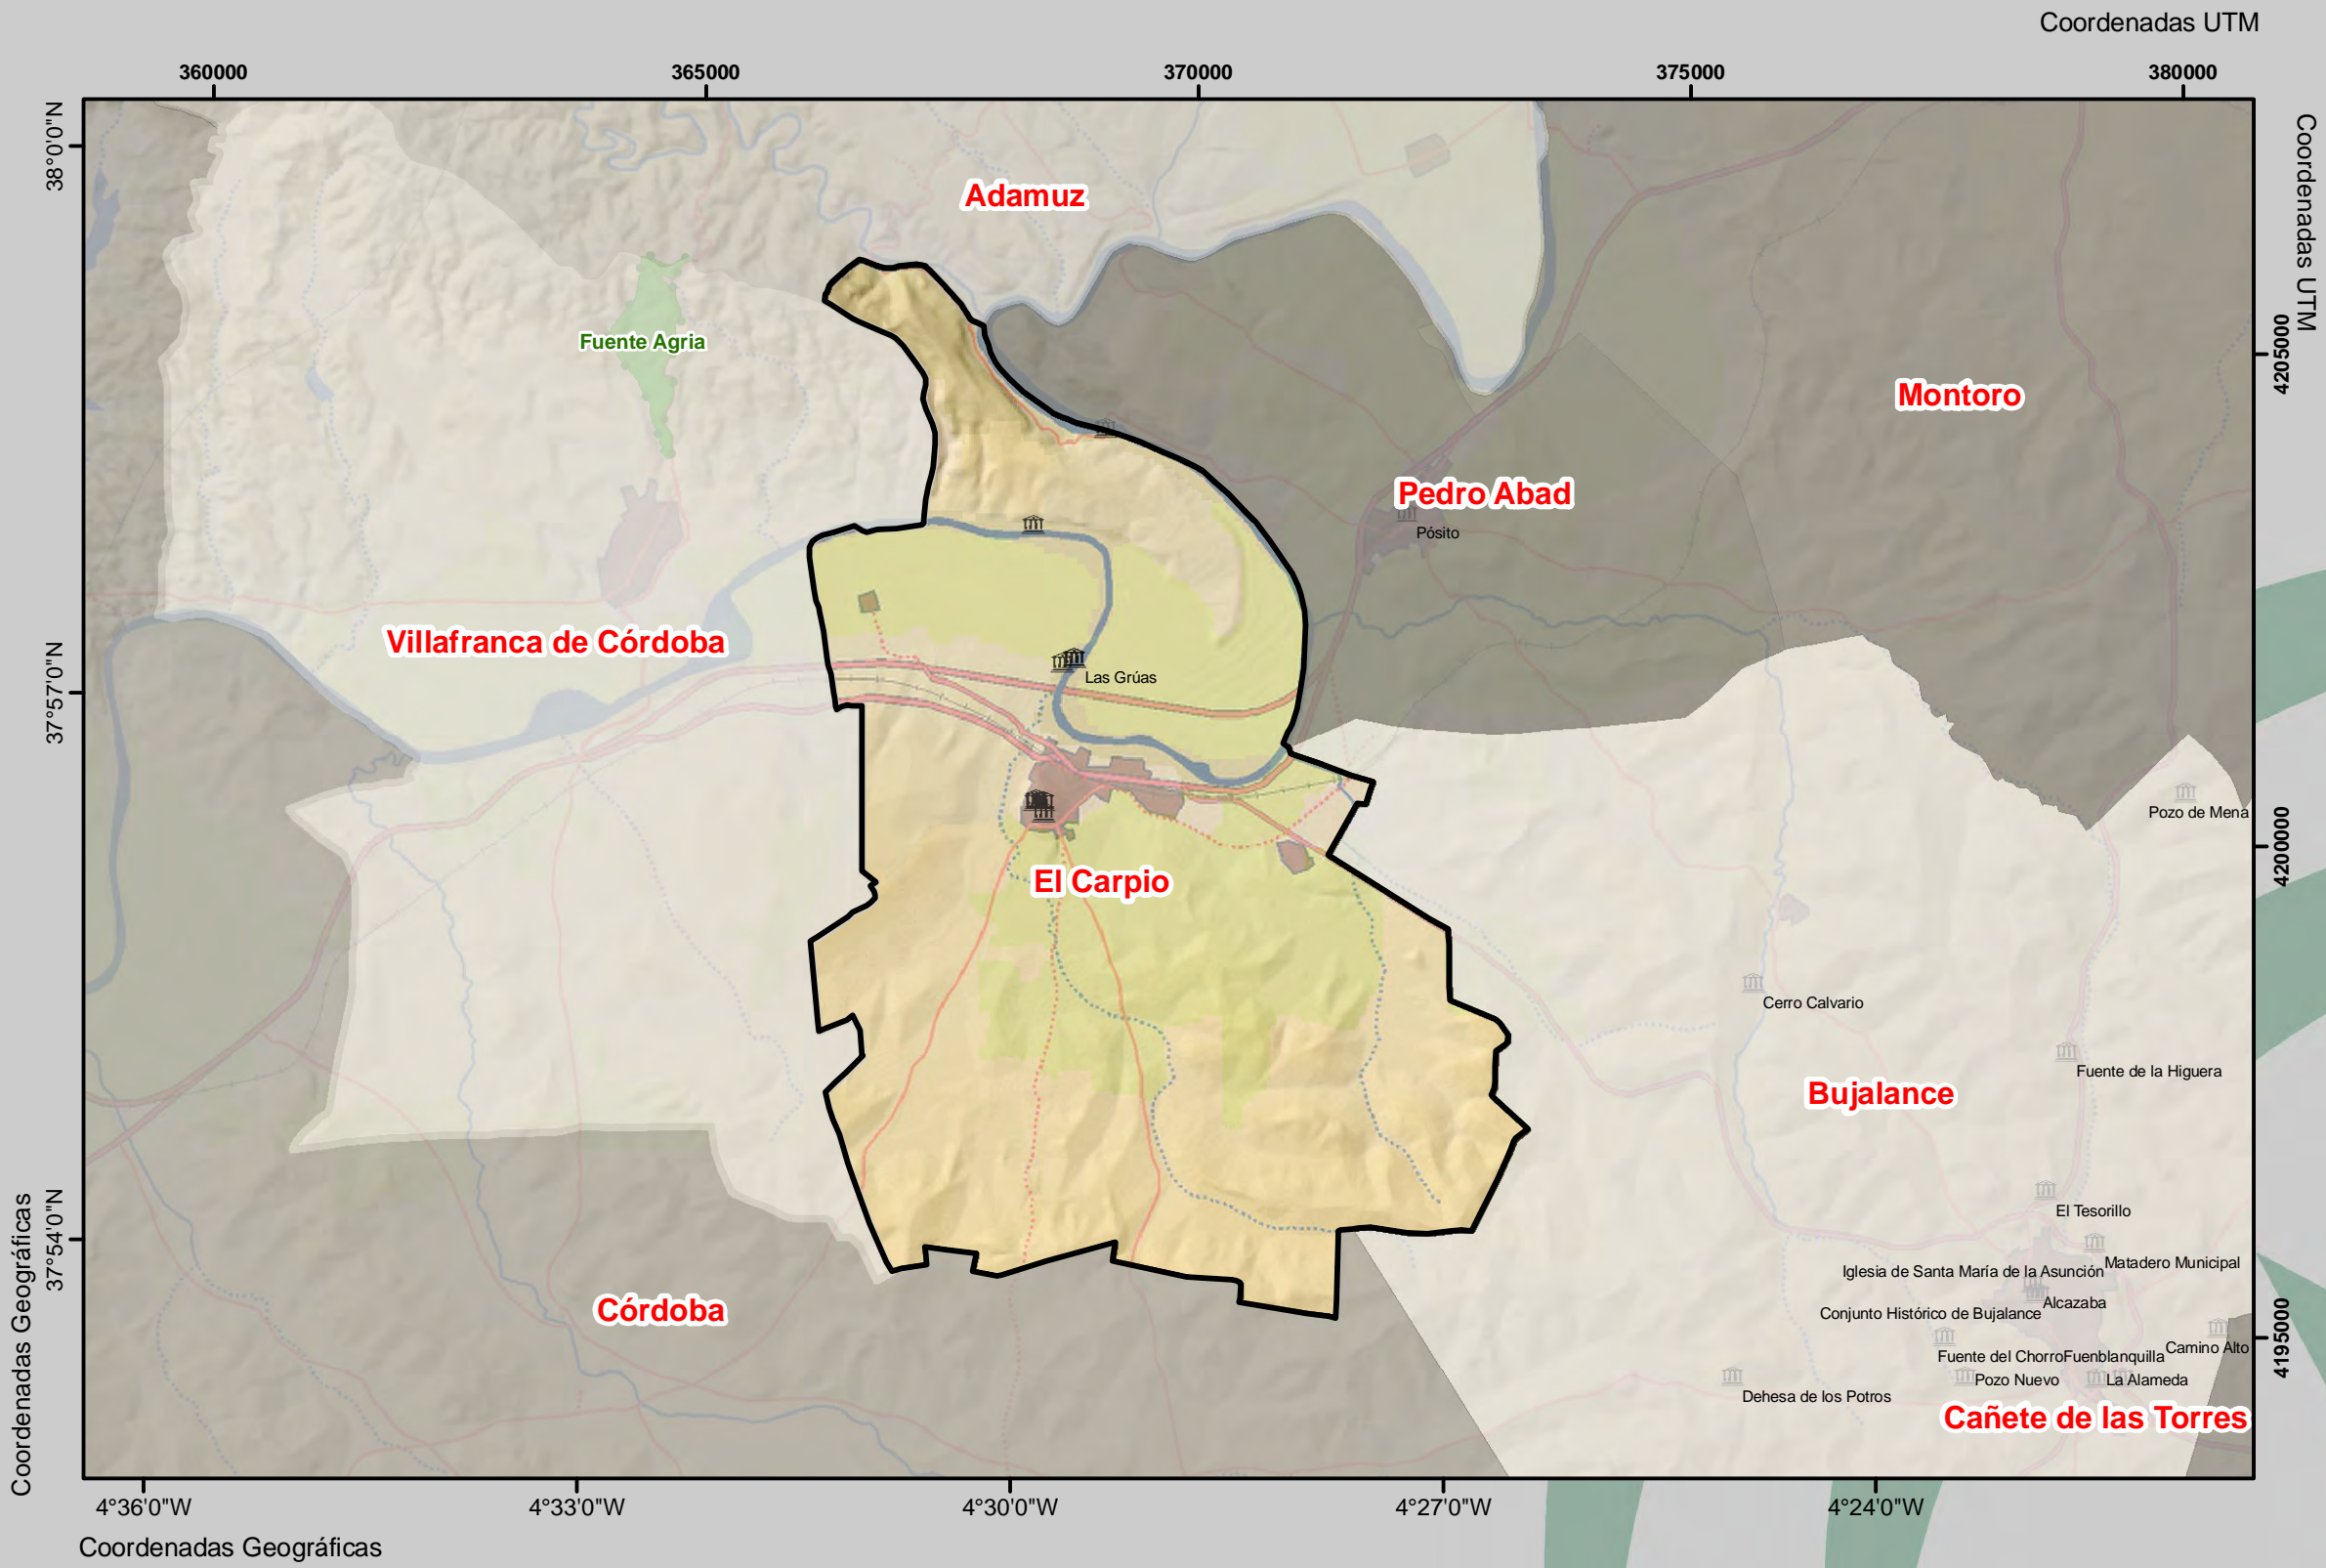 Coordenadas UTM
360000
365000
370000
375000
380000
38°0'0"N
Coordenadas UTM
Adamuz
Fuente Agria
4205000
Montoro
Pedro Abad
Pósito
Villafranca de Córdoba
37°57'0"N
Las Grúas
Pozo de Mena
4200000
El Carpio
Cerro Calvario
Fuente de la Higuera
Bujalance
El Tesorillo
37°54'0"N
Coordenadas Geográficas
Matadero Municipal
Iglesia de Santa María de la Asunción
Alcazaba
Córdoba
Conjunto Histórico de Bujalance
4195000
Camino Alto
Fuente del Chorro
Fuenblanquilla
Pozo Nuevo
La Alameda
Dehesa de los Potros
Cañete de las Torres
4°36'0"W
4°33'0"W
4°30'0"W
4°27'0"W
4°24'0"W
Coordenadas Geográficas